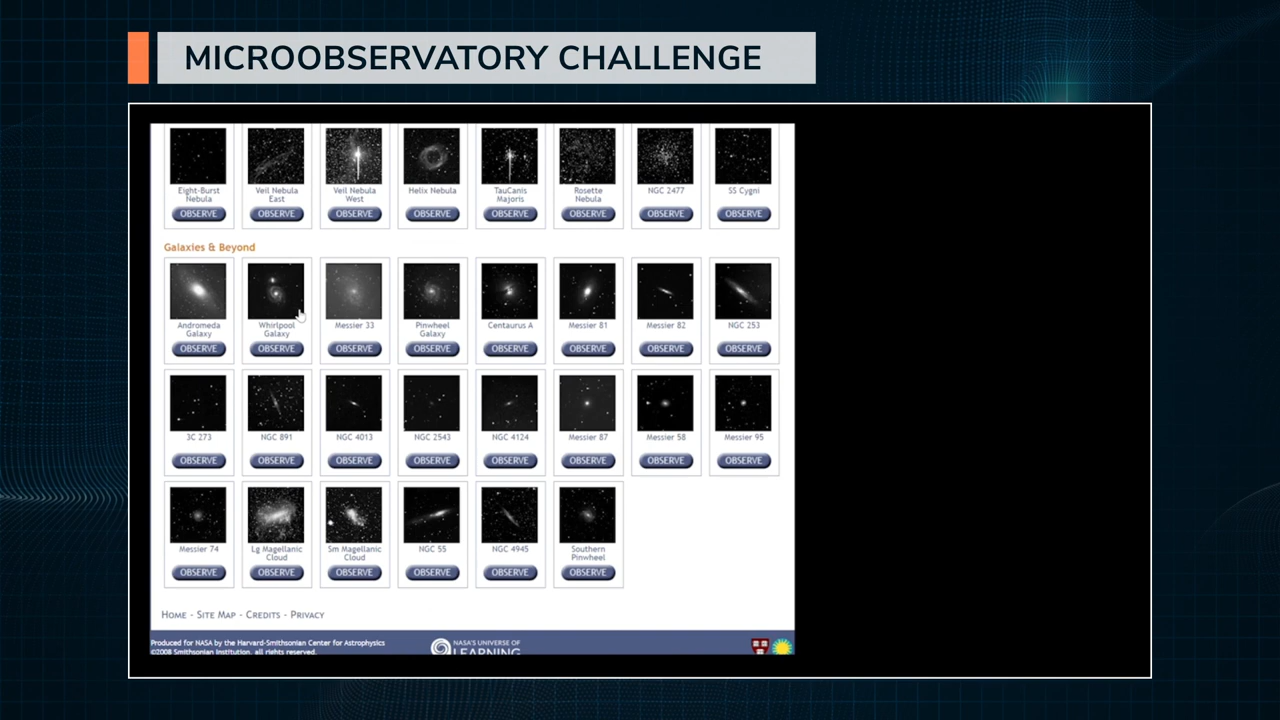 MICROOBSERVATORY CHALLENGE
Eight-Burst
Nebula
OBSERVE
Veil Nebula
East
OBSERVE
Veil Nebula
West
OBSERVE
Helix Nebula
OBSERVE
TauCanis
Majoris
OBSERVE
Rosette
Nebula
OBSERVE
NGC 2477
OBSERVE
SS Cygni
OBSERVE
Galaxies & Beyond
Andromeda
Galaxy
OBSERVE
Whirlpool
Galaxy
OBSERVE
Messier 33
OBSERVE
Pinwheel
Galaxy
OBSERVE
Centaurus A
OBSERVE
Messier 81
OBSERVE
Messier 82
OBSERVE
NGC 253
OBSERVE
3C 273
OBSERVE
NGC 891
OBSERVE
NGC 4013
OBSERVE
NGC 2543
OBSERVE
NGC 4124
OBSERVE
Messier 87
OBSERVE
Messier 58
OBSERVE
Messier 95
OBSERVE
Messier 74
OBSERVE
Lg Magellanic
Cloud
OBSERVE
Sm Magellanic
Cloud
OBSERVE
NGC 55
OBSERVE
NGC 4945
OBSERVE
Southern
Pinwheel
OBSERVE
HOME - SITE MAP - CREDITS - PRIVACY
Produced for NASA by the Harvard-Smithsonian Center for Astrophysics
©2008 Smithsonian Institution, all rights reserved.
NASA'S UNIVERSE OF
LEARNING